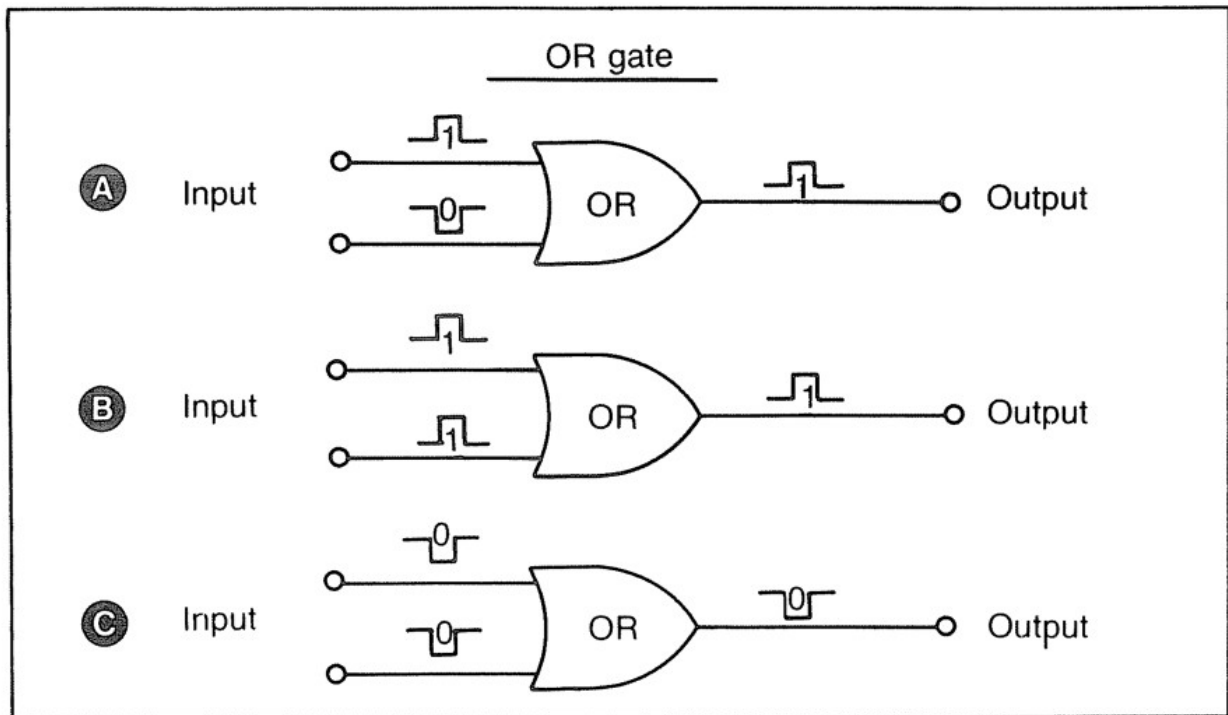 OR gate
1
A Input 0 OR 1 Output
1
B Input 1 OR 1 Output
0
C Input 0 OR 0 Output